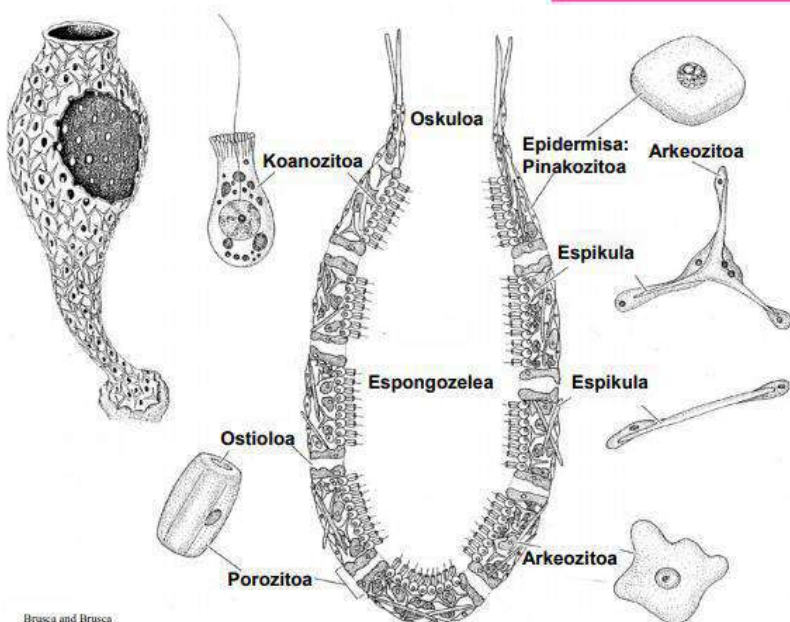 Oskuloa
Koanozitoa
Epidermisa:
Pinakozitoa
Arkeozitoa
Espikula
Espongozelea
Espikula
Ostioloa
Arkeozitoa
Porozitoa
Brusca and Brusca